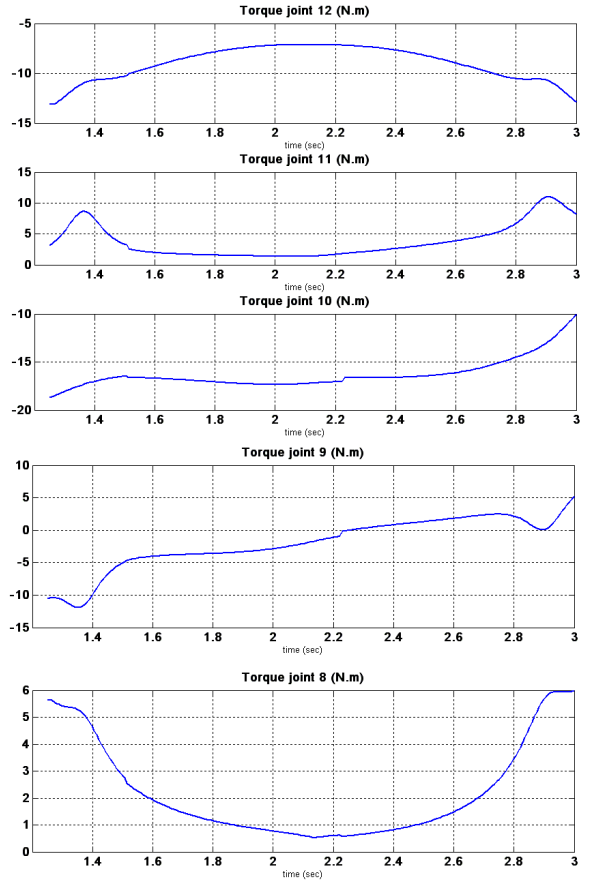 Torque joint 12 (N.m)
-5
-10
-15
1.4 1.6 1.8 2 2.2 2.4 2.6 2.8 3
time (sec)
Torque joint 11 (N.m)
15
10
5
0
1.4 1.6 1.8 2 2.2 2.4 2.6 2.8 3
time (sec)
Torque joint 10 (N.m)
-10
-15
-20
1.4 1.6 1.8 2 2.2 2.4 2.6 2.8 3
time (sec)
Torque joint 9 (N.m)
10
5
0
-5
-10
-15
1.4 1.6 1.8 2 2.2 2.4 2.6 2.8 3
time (sec)
Torque joint 8 (N.m)
6
5
4
3
2
1
0
1.4 1.6 1.8 2 2.2 2.4 2.6 2.8 3
time (sec)